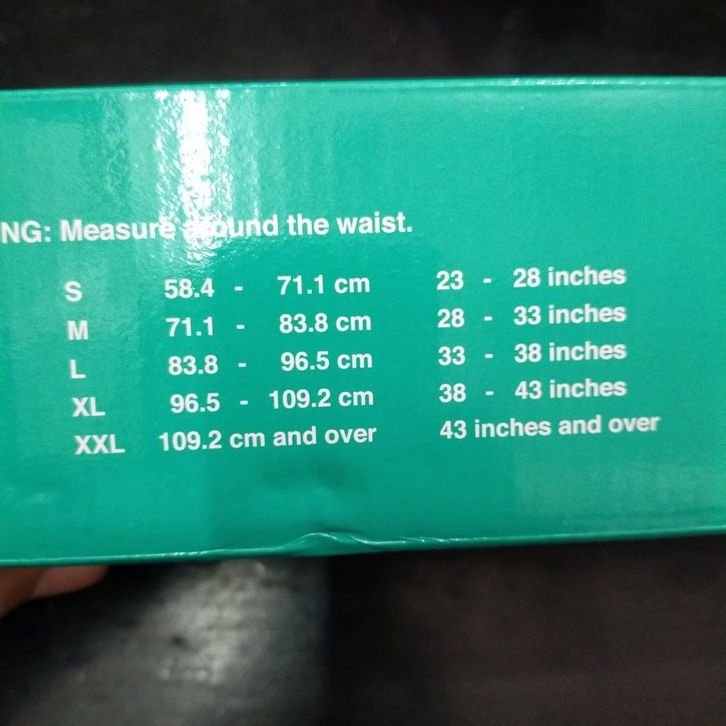 NG: Measure around the waist.
S 58.4 - 71.1 cm 23 - 28 inches
M 71.1 - 83.8 cm 28 - 33 inches
L 83.8 - 96.5 cm 33 - 38 inches
XL 96.5 - 109.2 cm 38 - 43 inches
XXL 109.2 cm and over 43 inches and over